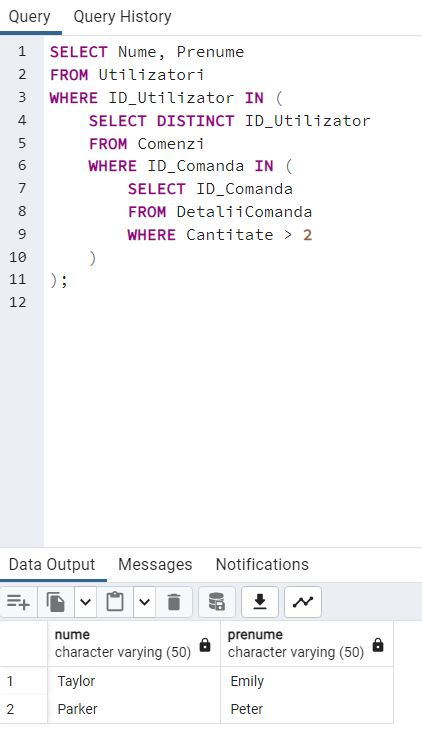 Query Query History
1 SELECT Nume, Prenume
2 FROM Utilizatori
3 WHERE ID_Utilizator IN (
4 SELECT DISTINCT ID_Utilizator
5 FROM Comenzi
6 WHERE ID_Comanda IN (
7 SELECT ID_Comanda
8 FROM DetaliiComanda
9 WHERE Cantitate > 2
10 )
11 );
12
Data Output Messages Notifications
nume prenume
character varying (50) character varying (50)
1 Taylor Emily
2 Parker Peter